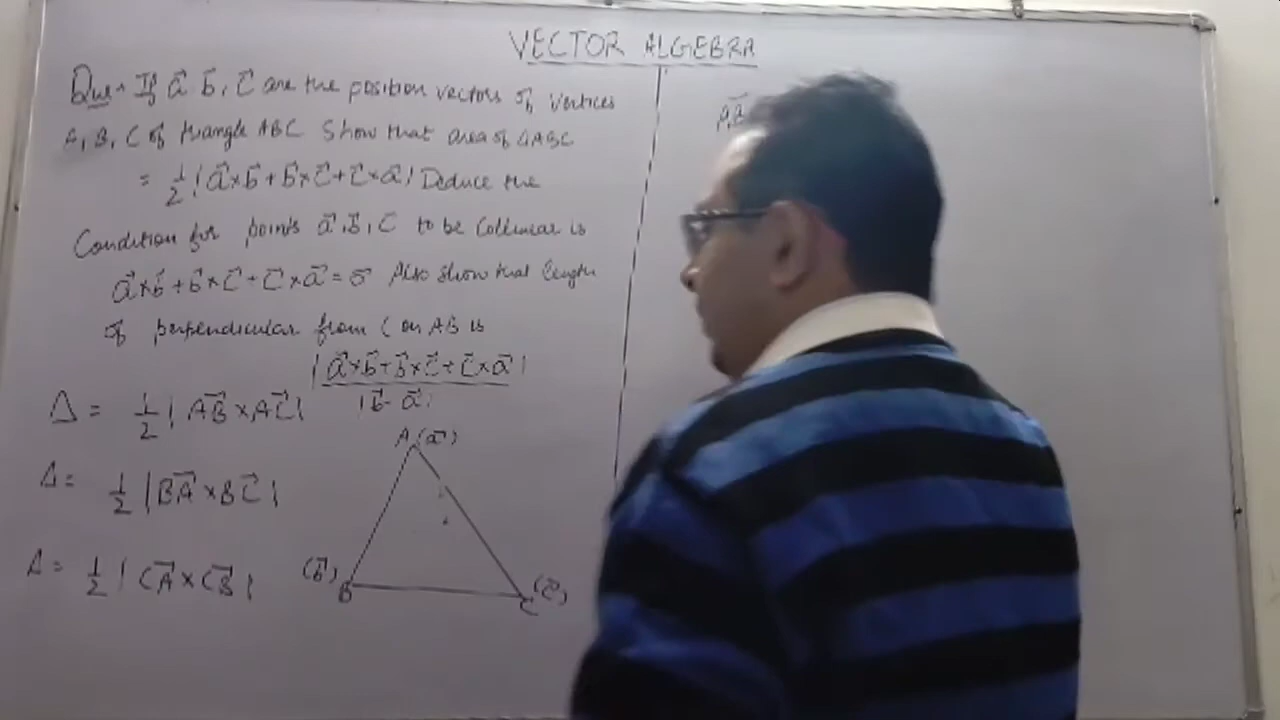 VECTOR ALGEBRA
Que. If a⃗ b⃗, c⃗ are the position vectors of vertices
A, B, C of triangle ABC Show that area of ΔABC
= 1/2 | a⃗×b⃗ + b⃗×c⃗ + c⃗×a⃗ | Deduce the
Condition for points a⃗, b⃗, c⃗ to be Collinear is
a⃗×b⃗ + b⃗×c⃗ + c⃗×a⃗ = 0⃗ Also show that length
of perpendicular from C on AB is
| a⃗×b⃗ + b⃗×c⃗ + c⃗×a⃗ |
| b⃗ - a⃗ |
Δ = 1/2 | AB⃗ × AC⃗ |
Δ = 1/2 | BA⃗ × BC⃗ |
Δ = 1/2 | CA⃗ × CB⃗ |
A (a⃗)
(b⃗) B
C (c⃗)
AB⃗